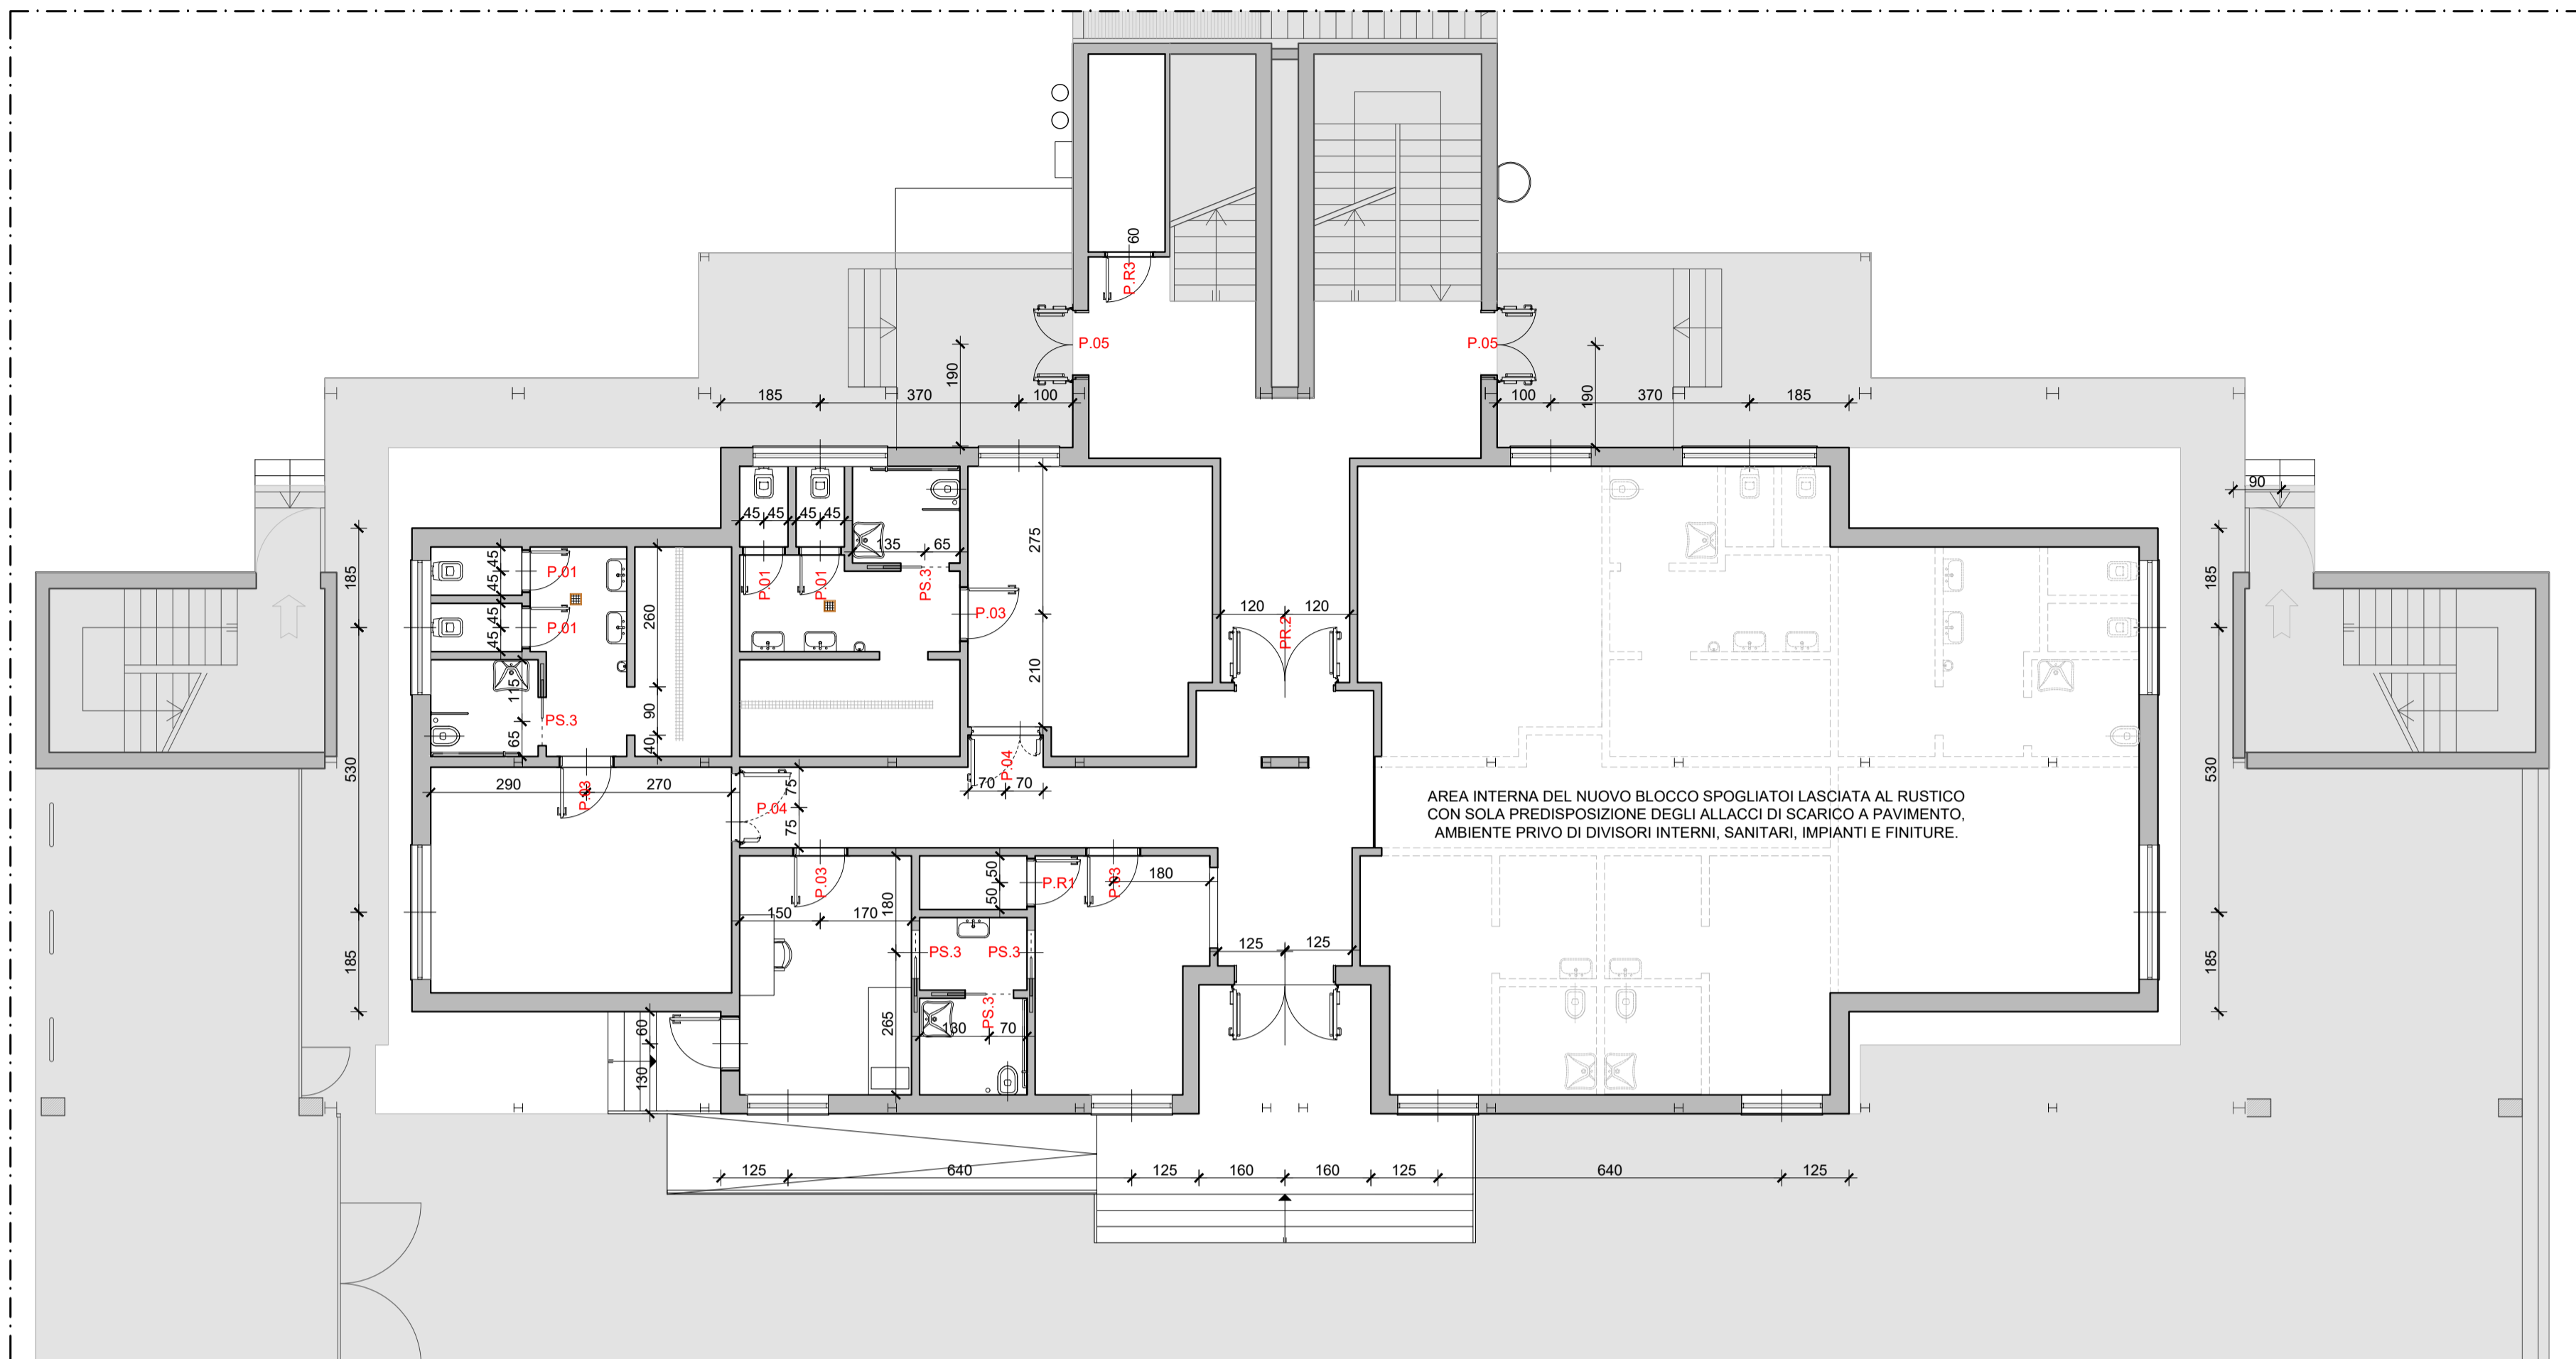 60
P.R3
P.05
P.05
190
190
185
370
100
100
370
185
90
45
45
45
45
135
65
275
45
45
P.01
P.01
P.01
PS.3
P.03
185
260
45
45
P.01
120
120
PR.2
185
115
90
PS.3
65
40
210
P.04
70
70
530
290
270
P.03
75
P.04
75
530
AREA INTERNA DEL NUOVO BLOCCO SPOGLIATOI LASCIATA AL RUSTICO
CON SOLA PREDISPOSIZIONE DEGLI ALLACCI DI SCARICO A PAVIMENTO,
AMBIENTE PRIVO DI DIVISORI INTERNI, SANITARI, IMPIANTI E FINITURE.
P.03
180
50
50
P.R1
P.03
180
150
170
PS.3
PS.3
125
125
185
185
PS.3
265
130
70
60
130
125
640
125
160
160
125
640
125